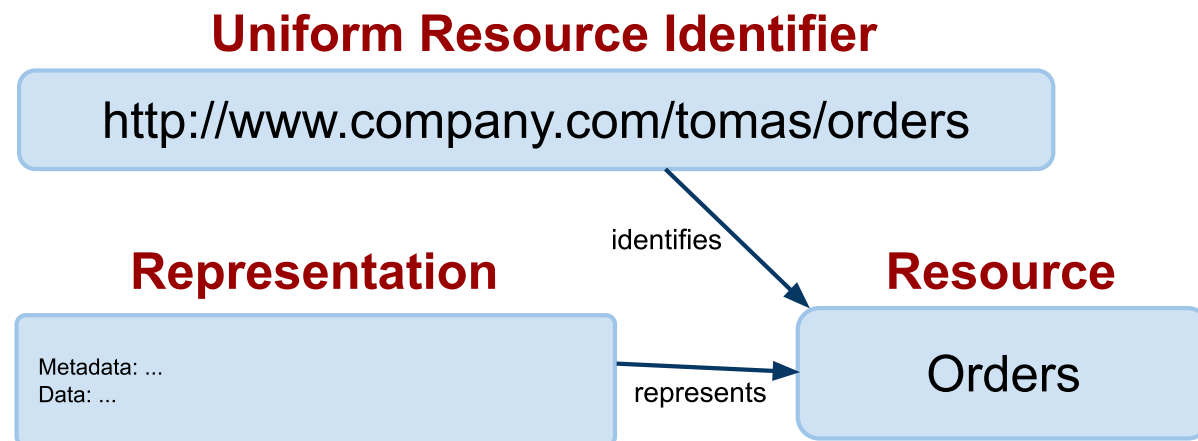 Uniform Resource Identifier
http://www.company.com/tomas/orders
identifies
Representation
Resource
Metadata: ...
Data: ...
represents
Orders